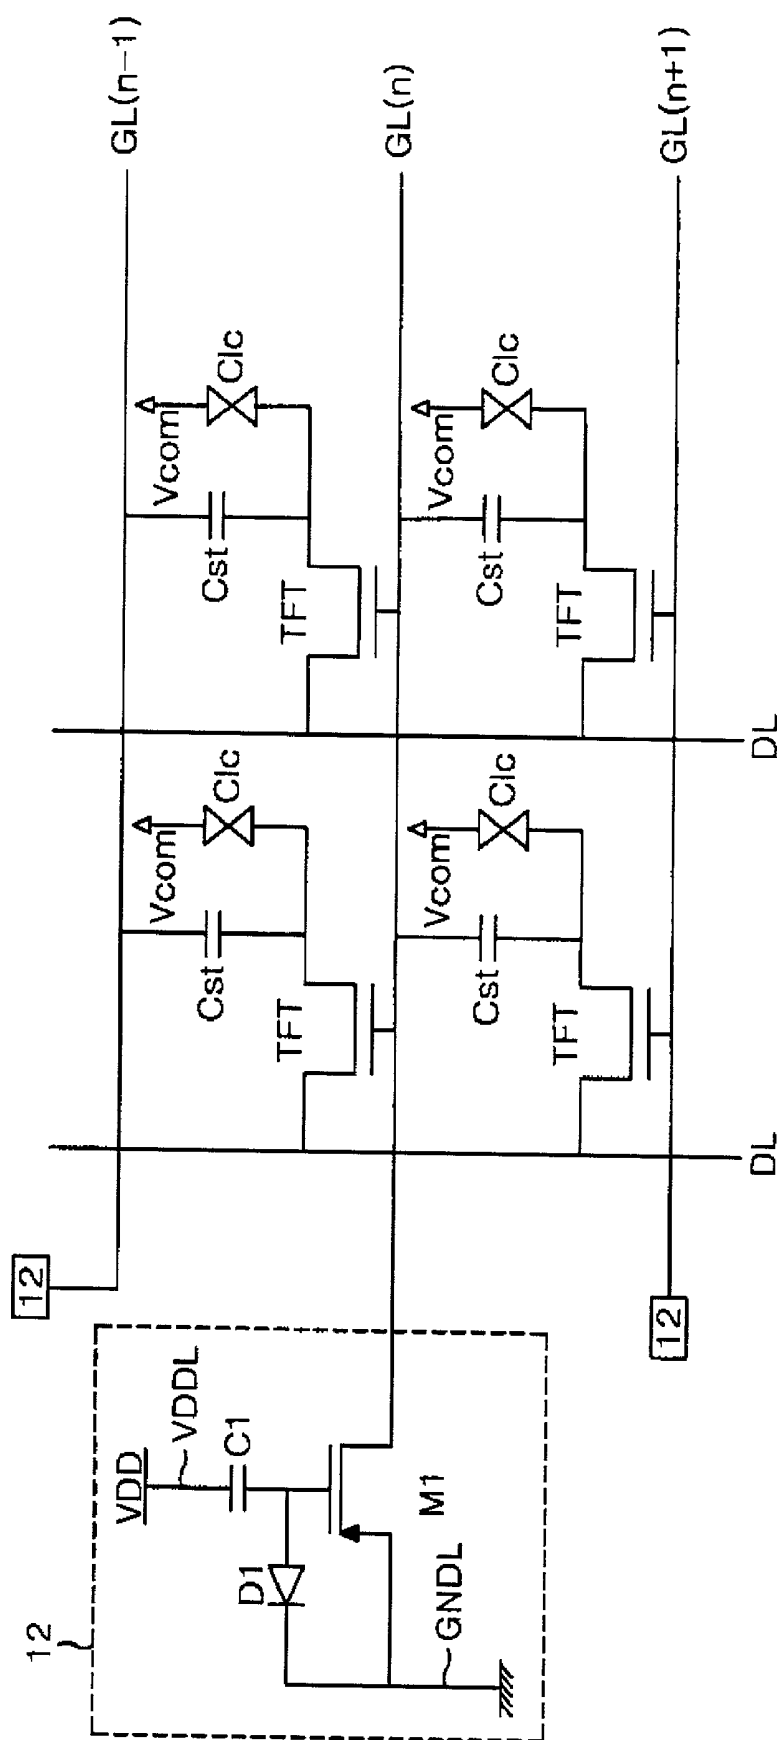 12
VDD
VDDL
C1
D1
M1
GNDL
12
12
GL(n-1)
GL(n)
GL(n+1)
Vcom
Clc
Cst
TFT
Vcom
Clc
Cst
TFT
Vcom
Clc
Cst
TFT
Vcom
Clc
Cst
TFT
DL
DL